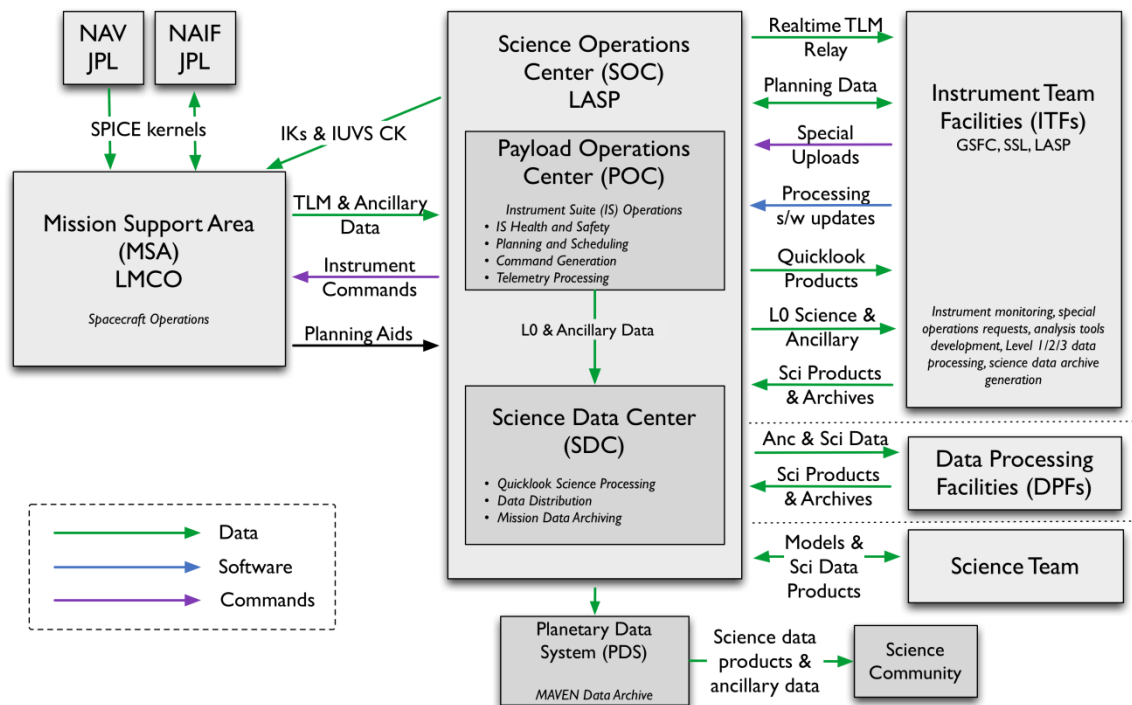 NAV
JPL
NAIF
JPL
SPICE kernels
Mission Support Area
(MSA)
LMCO
Spacecraft Operations
IKs & IUVS CK
TLM & Ancillary
Data
Instrument
Commands
Planning Aids
Science Operations
Center (SOC)
LASP
Payload Operations
Center (POC)
Instrument Suite (IS) Operations
• IS Health and Safety
• Planning and Scheduling
• Command Generation
• Telemetry Processing
L0 & Ancillary Data
Science Data Center
(SDC)
• Quicklook Science Processing
• Data Distribution
• Mission Data Archiving
Realtime TLM
Relay
Planning Data
Special
Uploads
Processing
s/w updates
Quicklook
Products
L0 Science &
Ancillary
Sci Products
& Archives
Instrument Team
Facilities (ITFs)
GSFC, SSL, LASP
Instrument monitoring, special
operations requests, analysis tools
development, Level 1/2/3 data
processing, science data archive
generation
Anc & Sci Data
Sci Products
& Archives
Data Processing
Facilities (DPFs)
Models &
Sci Data
Products
Science Team
Data
Software
Commands
Planetary Data
System (PDS)
MAVEN Data Archive
Science data
products &
ancillary data
Science
Community